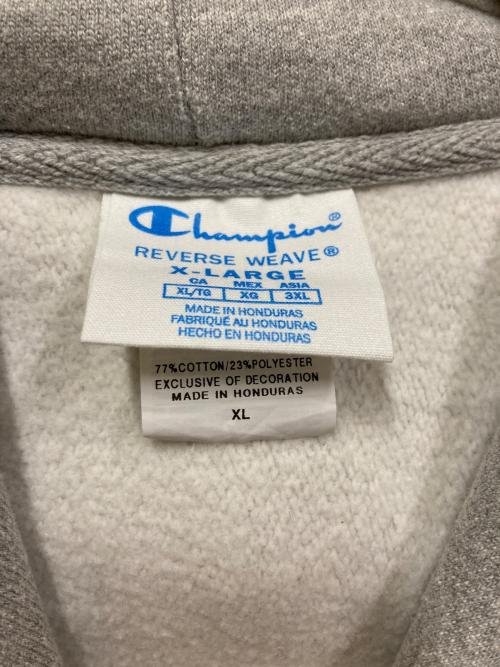 Champion®
REVERSE WEAVE®
X-LARGE
CA MEX ASIA
XL/TG XG 3XL
MADE IN HONDURAS
FABRIQUÉ AU HONDURAS
HECHO EN HONDURAS
77%COTTON/23%POLYESTER
EXCLUSIVE OF DECORATION
MADE IN HONDURAS
XL